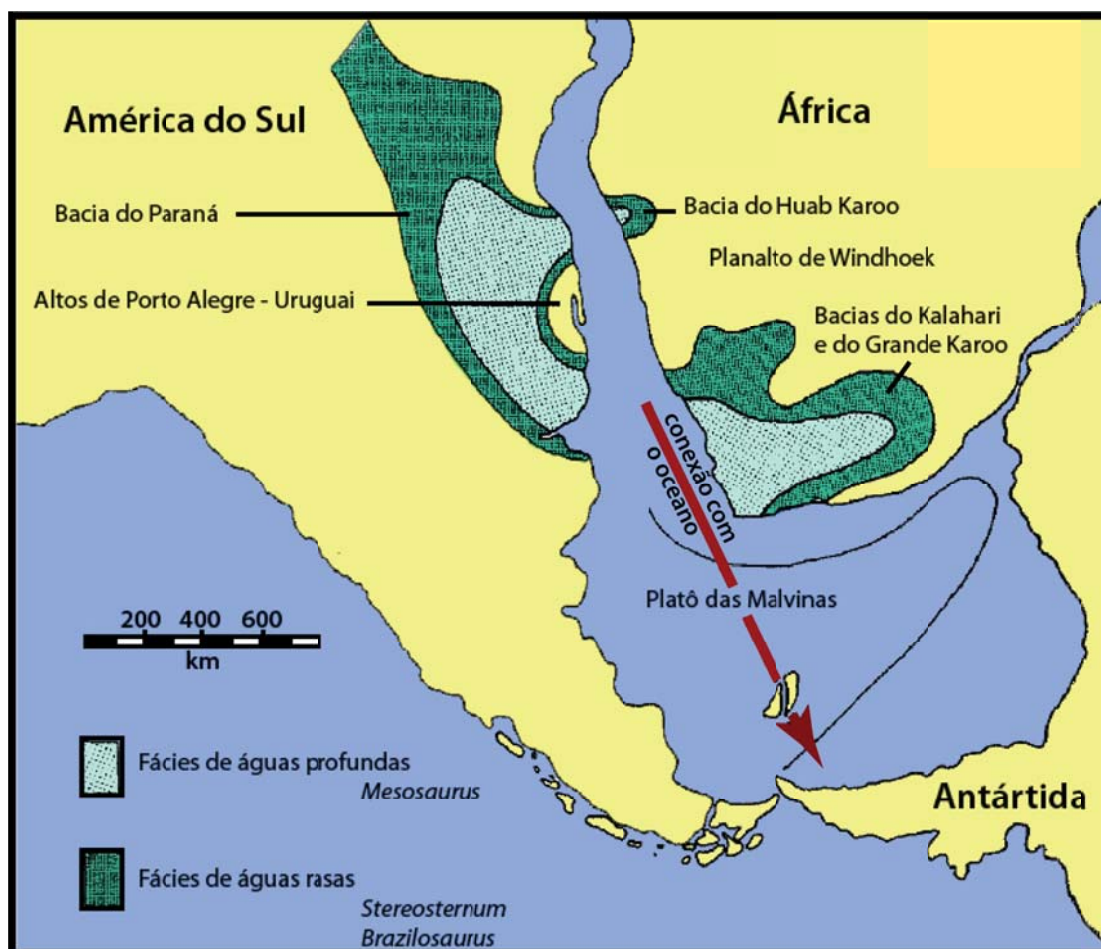 América do Sul
África
Bacia do Paraná
Bacia do Huab Karoo
Planalto de Windhoek
Altos de Porto Alegre - Uruguai
Bacias do Kalahari
e do Grande Karoo
conexão com
o oceano
Platô das Malvinas
200 400 600
km
Fácies de águas profundas
Mesosaurus
Antártida
Fácies de águas rasas
Stereosternum
Brazilosaurus